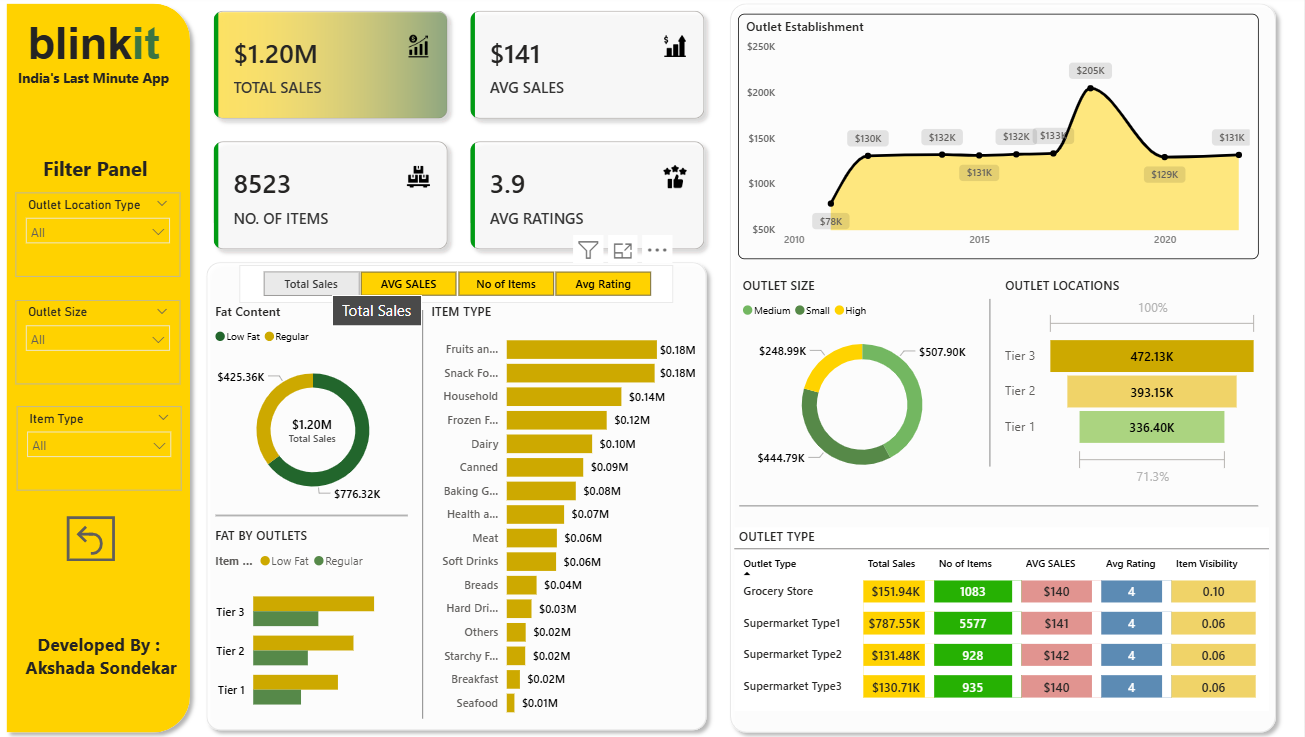 blinkit
India's Last Minute App
Filter Panel
Outlet Location Type
All
Outlet Size
All
Item Type
All
Developed By :
Akshada Sondekar
$1.20M
TOTAL SALES
$141
AVG SALES
8523
NO. OF ITEMS
3.9
AVG RATINGS
Total Sales
AVG SALES
No of Items
Avg Rating
Total Sales
Fat Content
Low Fat Regular
$425.36K
$1.20M
Total Sales
$776.32K
FAT BY OUTLETS
Item ... Low Fat Regular
Tier 3
Tier 2
Tier 1
ITEM TYPE
Fruits an... $0.18M
Snack Fo... $0.18M
Household $0.14M
Frozen F... $0.12M
Dairy $0.10M
Canned $0.09M
Baking G... $0.08M
Health a... $0.07M
Meat $0.06M
Soft Drinks $0.06M
Breads $0.04M
Hard Dri... $0.03M
Others $0.02M
Starchy F... $0.02M
Breakfast $0.02M
Seafood $0.01M
Outlet Establishment
$250K
$200K
$150K
$100K
$50K
$78K
$130K
$132K
$131K
$132K
$133K
$205K
$129K
$131K
2010 2015 2020
OUTLET SIZE
Medium Small High
$248.99K
$507.90K
$444.79K
OUTLET LOCATIONS
100%
Tier 3 472.13K
Tier 2 393.15K
Tier 1 336.40K
71.3%
OUTLET TYPE
Outlet Type Total Sales No of Items AVG SALES Avg Rating Item Visibility
Grocery Store $151.94K 1083 $140 4 0.10
Supermarket Type1 $787.55K 5577 $141 4 0.06
Supermarket Type2 $131.48K 928 $142 4 0.06
Supermarket Type3 $130.71K 935 $140 4 0.06